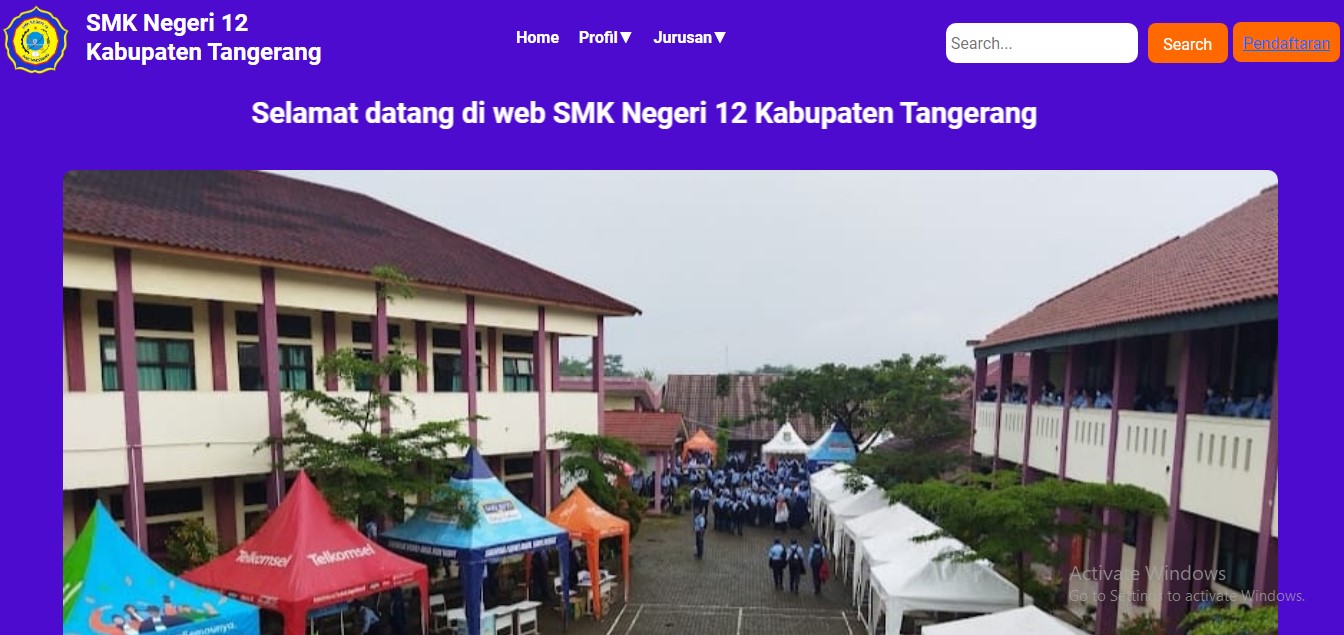 SMK Negeri 12
Kabupaten Tangerang
Home Profil▼ Jurusan▼
Search... Search Pendaftaran
Selamat datang di web SMK Negeri 12 Kabupaten Tangerang
Telkomsel Telkomsel
Activate Windows
Go to Settings to activate Windows.